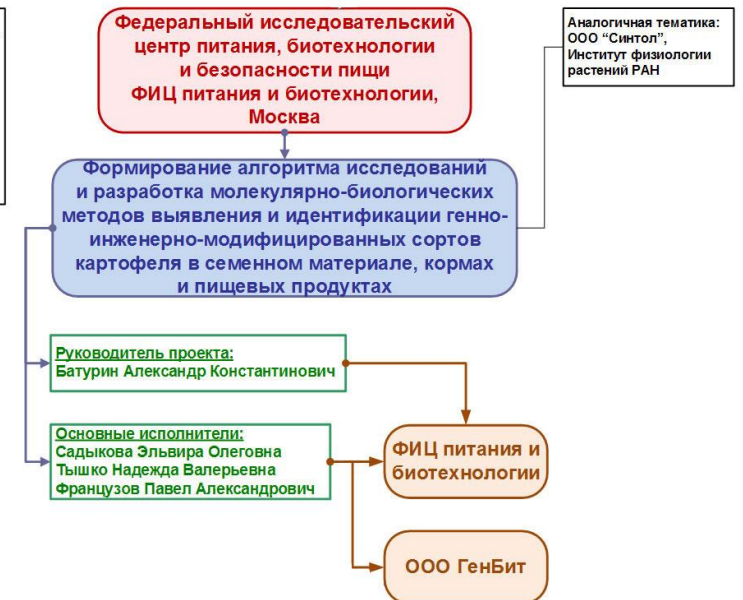 Федеральный исследовательский
центр питания, биотехнологии
и безопасности пищи
ФИЦ питания и биотехнологии,
Москва
Аналогичная тематика:
ООО “Синтол”,
Институт физиологии
растений РАН
Формирование алгоритма исследований
и разработка молекулярно-биологических
методов выявления и идентификации генно-
инженерно-модифицированных сортов
картофеля в семенном материале, кормах
и пищевых продуктах
Руководитель проекта:
Батурин Александр Константинович
Основные исполнители:
Садыкова Эльвира Олеговна
Тышко Надежда Валерьевна
Французов Павел Александрович
ФИЦ питания и
биотехнологии
ООО ГенБит